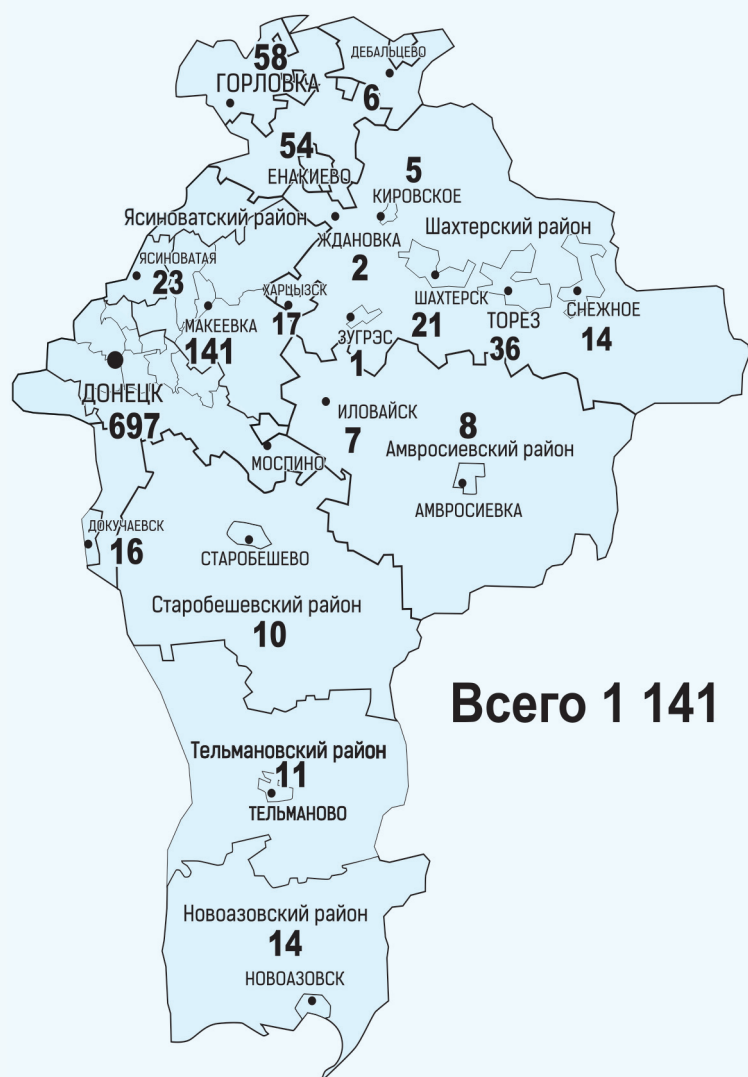 58
ГОРЛОВКА
ДЕБАЛЬЦЕВО
6
54
ЕНАКИЕВО
5
КИРОВСКОЕ
Ясиноватский район
ЖДАНОВКА
2
Шахтерский район
ЯСИНОВАТАЯ
23
МАКЕЕВКА
141
ХАРЦЫЗСК
17
ЗУГРЭС
1
ШАХТЕРСК
21
ТОРЕЗ
36
СНЕЖНОЕ
14
ДОНЕЦК
697
ИЛОВАЙСК
7
8
Амвросиевский район
АМВРОСИЕВКА
МОСПИНО
ДОКУЧАЕВСК
16
СТАРОБЕШЕВО
Старобешевский район
10
Всего 1 141
Тельмановский район
11
ТЕЛЬМАНОВО
Новоазовский район
14
НОВОАЗОВСК